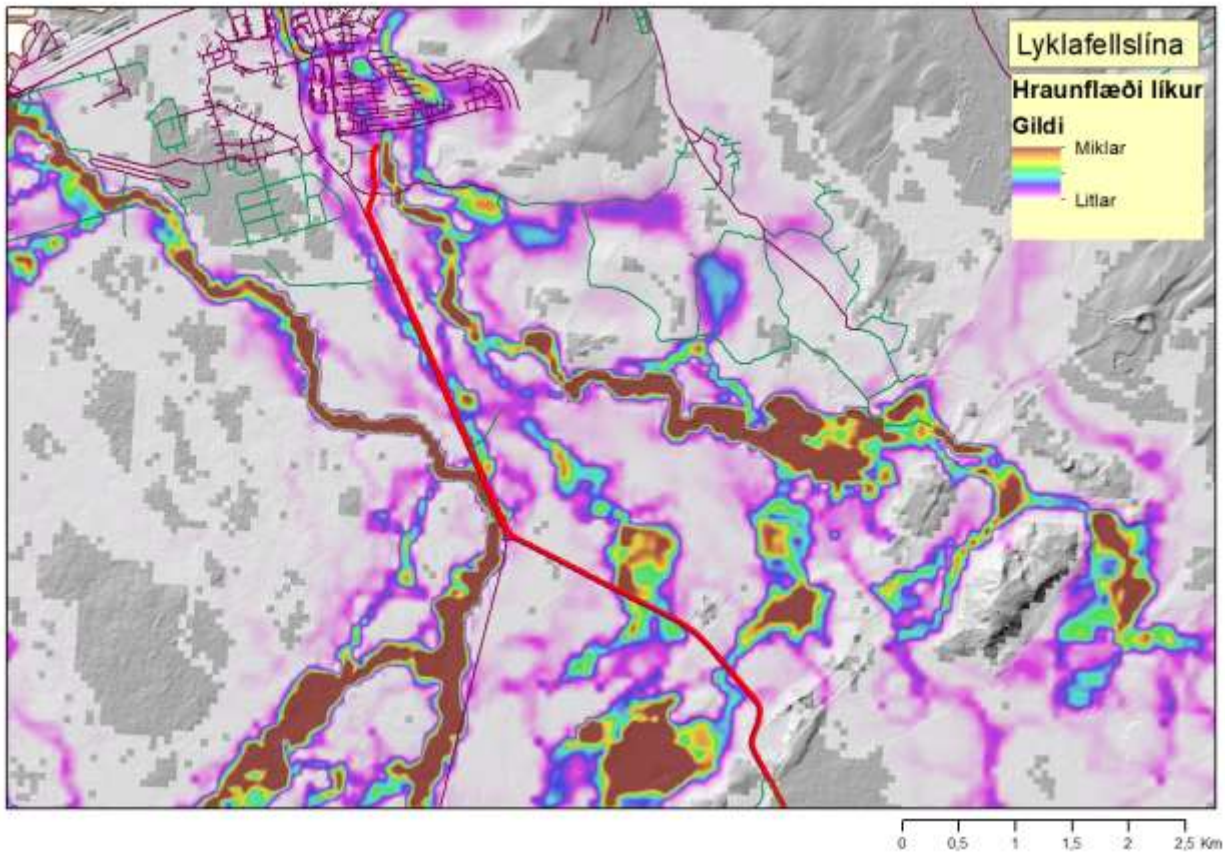 Lyklafellslína
Hraunflæði líkur
Gildi
Miklar
Litlar
0 0,5 1 1,5 2 2,5 Km